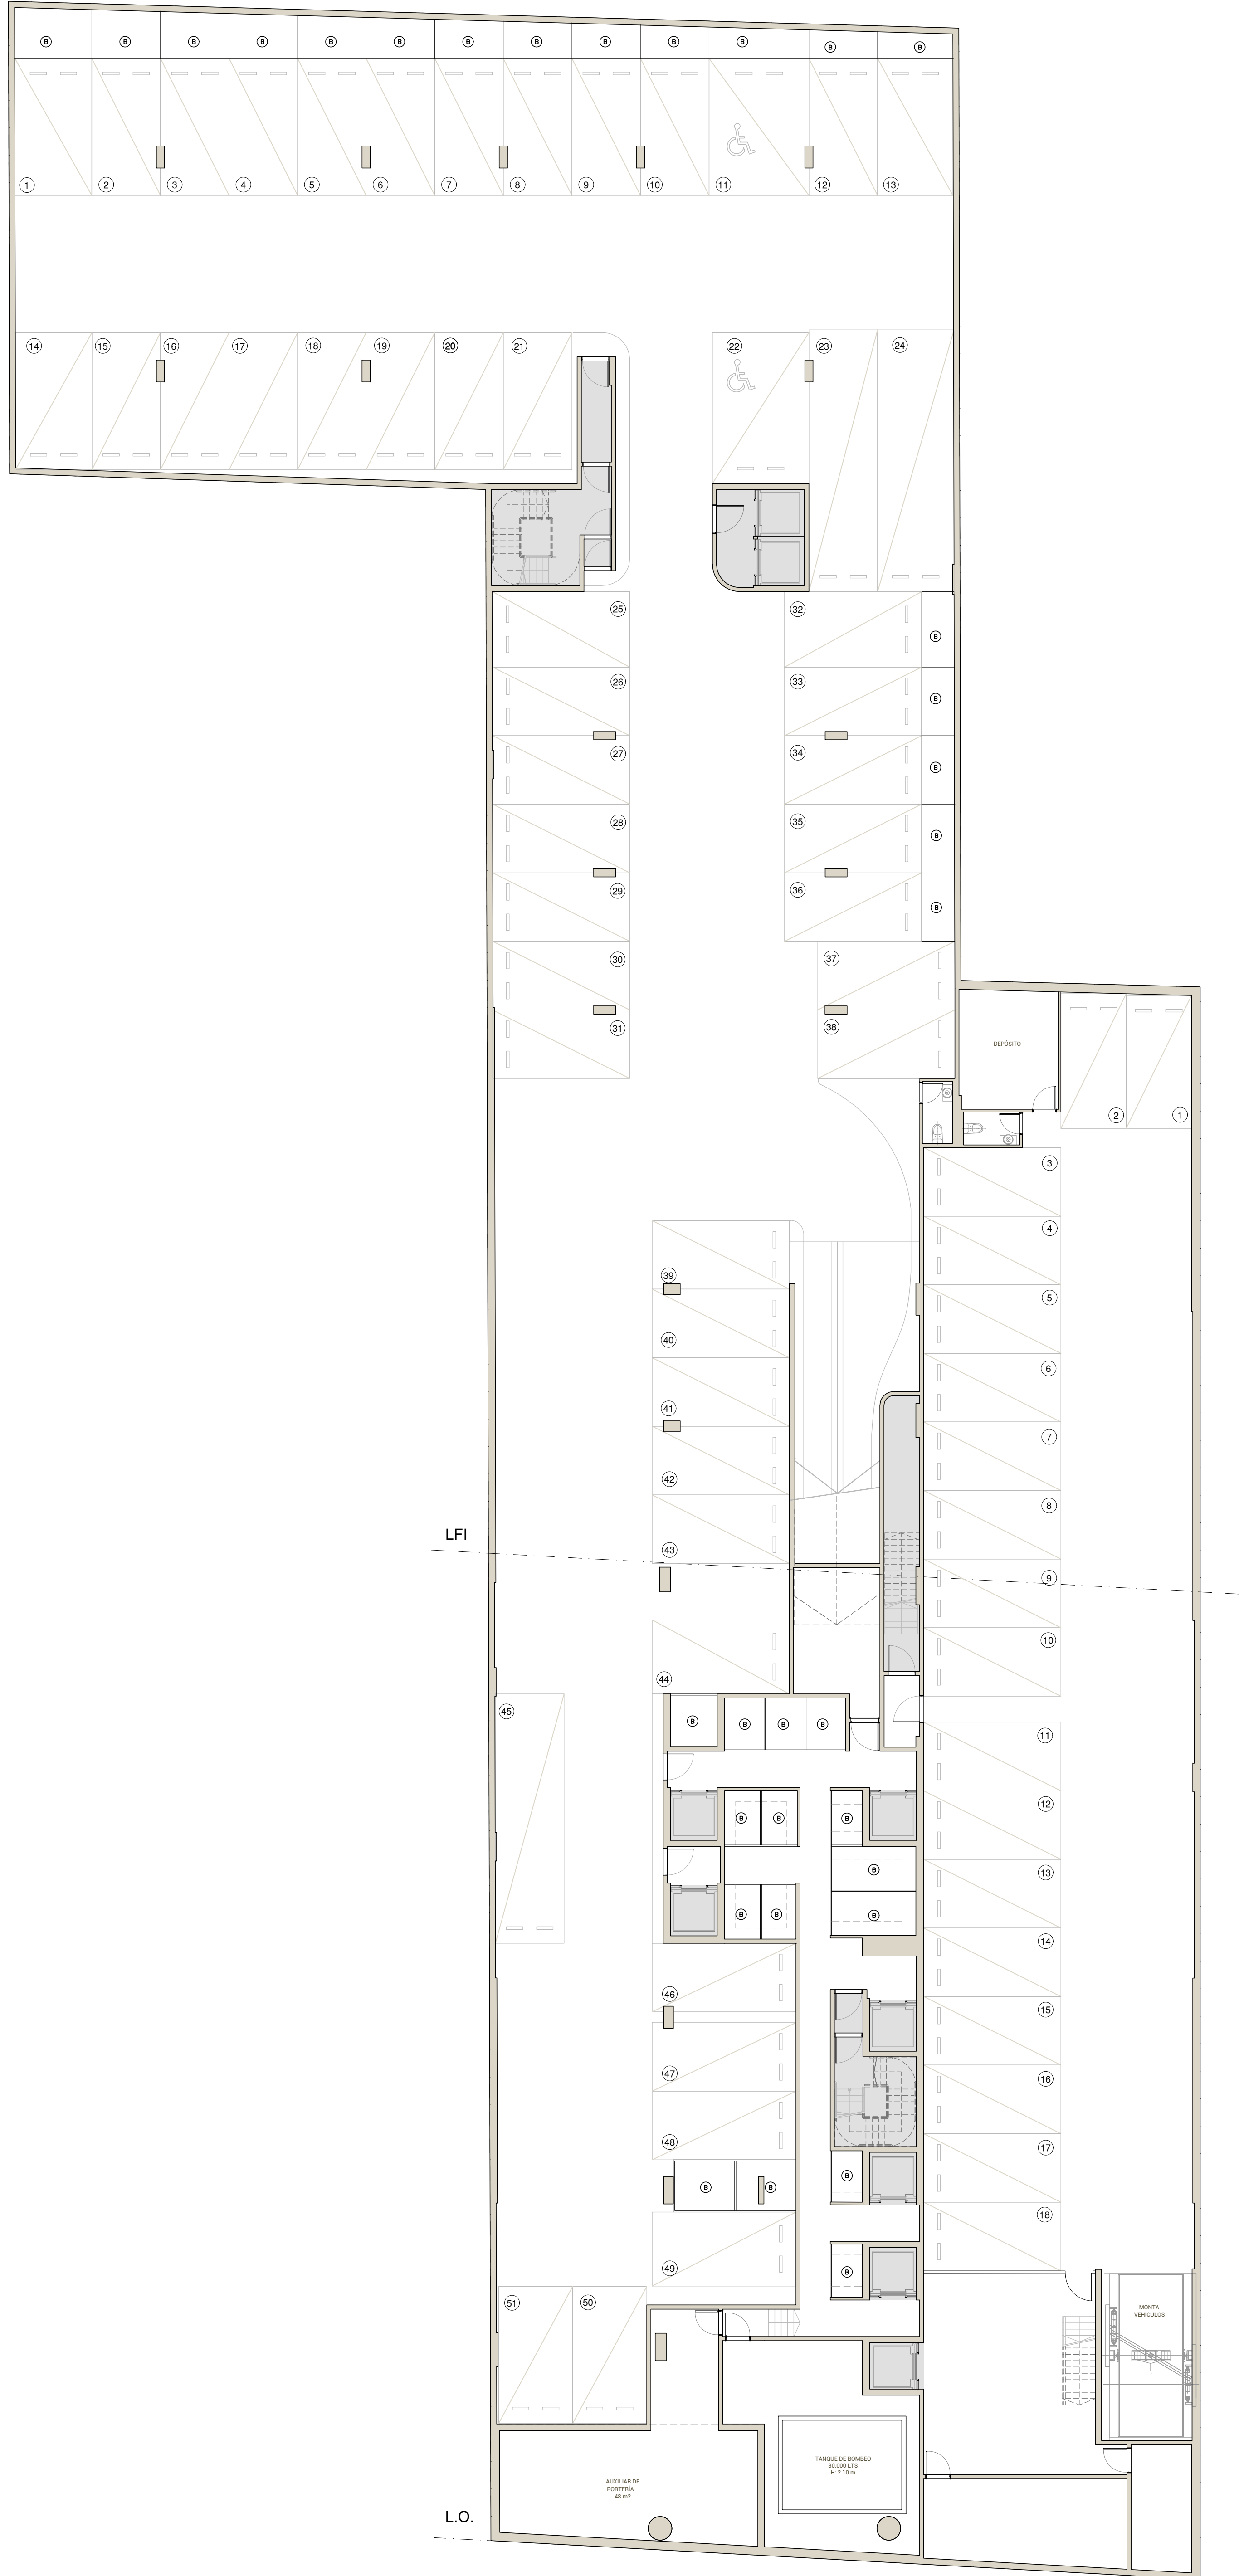 B B B B B B B B B B B B B
1 2 3 4 5 6 7 8 9 10 11 12 13
14 15 16 17 18 19 20 21 22 23 24
25 32 B
26 33 B
27 34 B
28 35 B
29 36 B
30 37
31 38
DEPÓSITO
2 1
3
4
39 5
40 6
41 7
42 8
LFI
43 9
10
44
45 B B B B 11
B B B 12
B 13
B B B 14
46 15
47 16
48 17
B B B
49 18
B
51 50
MONTA
VEHICULOS
TANQUE DE BOMBEO
30.000 LTS
H: 2.10 m
AUXILIAR DE
PORTERÍA
48 m2
L.O.